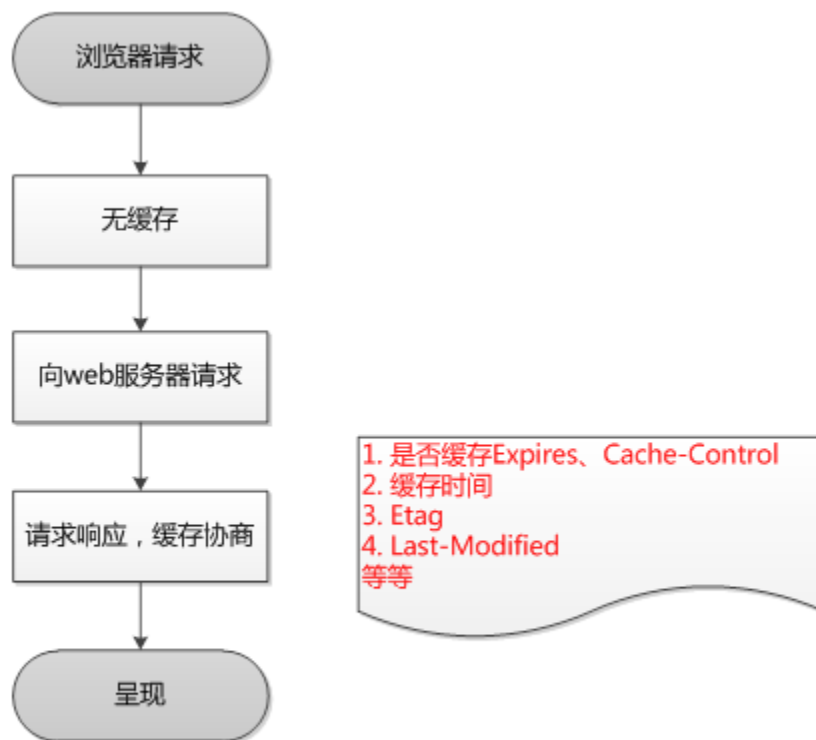 浏览器请求
无缓存
向web服务器请求
请求响应，缓存协商
1. 是否缓存Expires、Cache-Control
2. 缓存时间
3. Etag
4. Last-Modified
等等
呈现